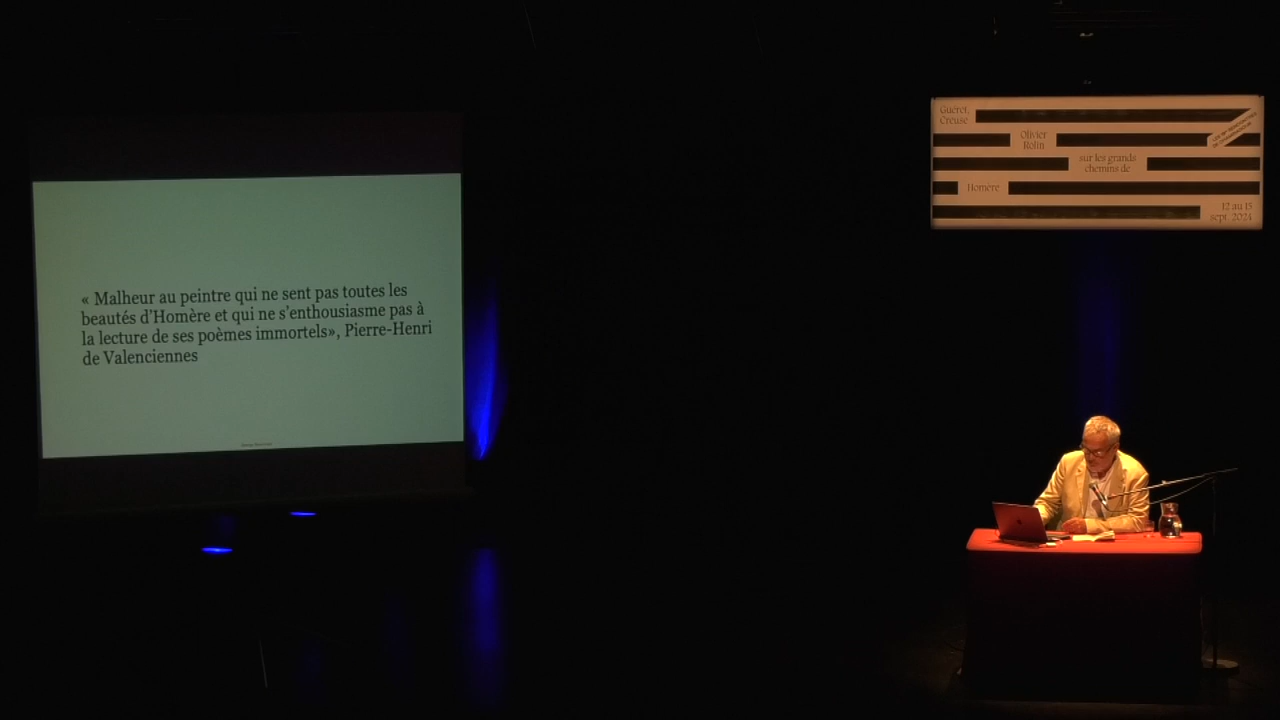 « Malheur au peintre qui ne sent pas toutes les
beautés d'Homère et qui ne s'enthousiasme pas à
la lecture de ses poèmes immortels», Pierre-Henri
de Valenciennes
Guéret,
Creuse
Olivier
Rolin
sur les grands
chemins de
Homère
12 au 15
sept. 2024